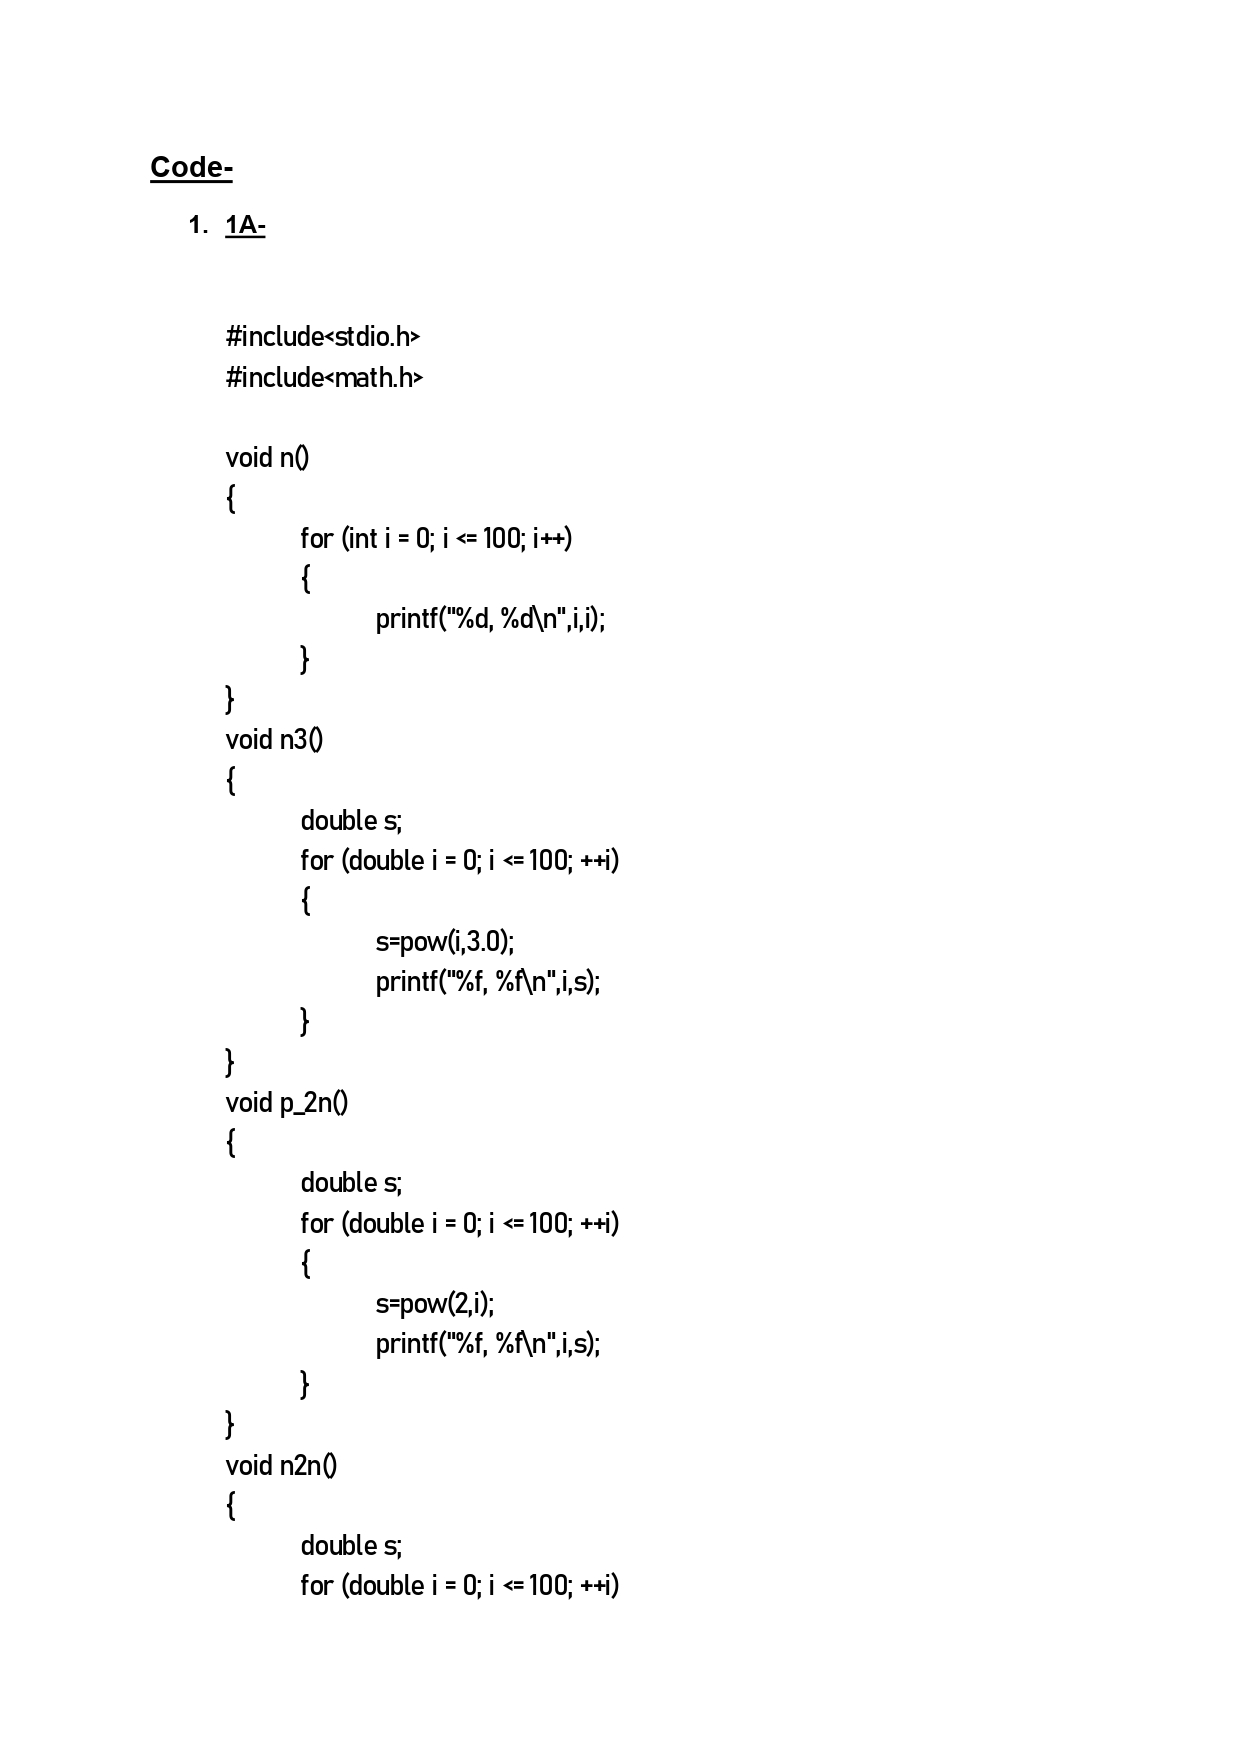 Code-
1. 1A-
#include<stdio.h>
#include<math.h>
void n()
{
for (int i = 0; i <= 100; i++)
{
printf("%d, %d\n",i,i);
}
}
void n3()
{
double s;
for (double i = 0; i <= 100; ++i)
{
s=pow(i,3.0);
printf("%f, %f\n",i,s);
}
}
void p_2n()
{
double s;
for (double i = 0; i <= 100; ++i)
{
s=pow(2,i);
printf("%f, %f\n",i,s);
}
}
void n2n()
{
double s;
for (double i = 0; i <= 100; ++i)